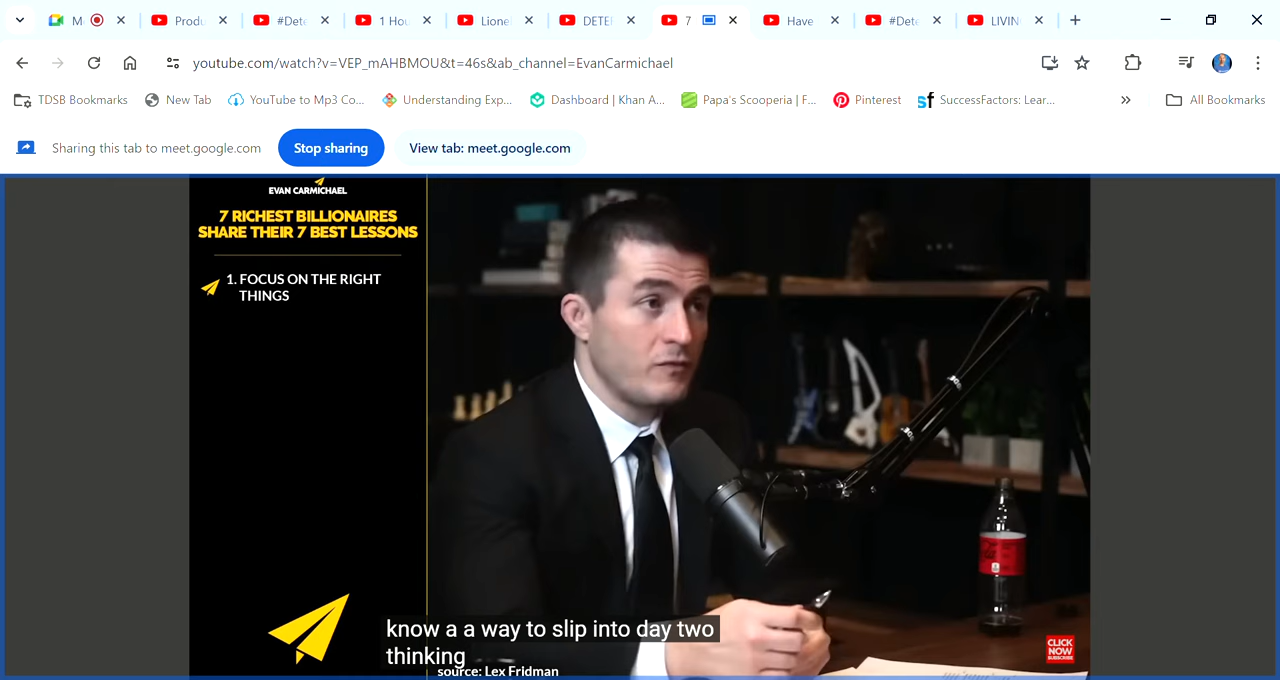 M
Produ
#Dete
1 Hou
Lione
DETE
7
Have
#Dete
LIVIN
youtube.com/watch?v=VEP_mAHBMOU&t=46s&ab_channel=EvanCarmichael
TDSB Bookmarks
New Tab
YouTube to Mp3 Co...
Understanding Exp...
Dashboard | Khan A...
Papa's Scooperia | F...
Pinterest
SuccessFactors: Lear...
All Bookmarks
Sharing this tab to meet.google.com
Stop sharing
View tab: meet.google.com
EVAN CARMICHAEL
7 RICHEST BILLIONAIRES
SHARE THEIR 7 BEST LESSONS
1. FOCUS ON THE RIGHT
THINGS
know a a way to slip into day two
thinking
source: Lex Fridman
CLICK
NOW
SUBSCRIBE